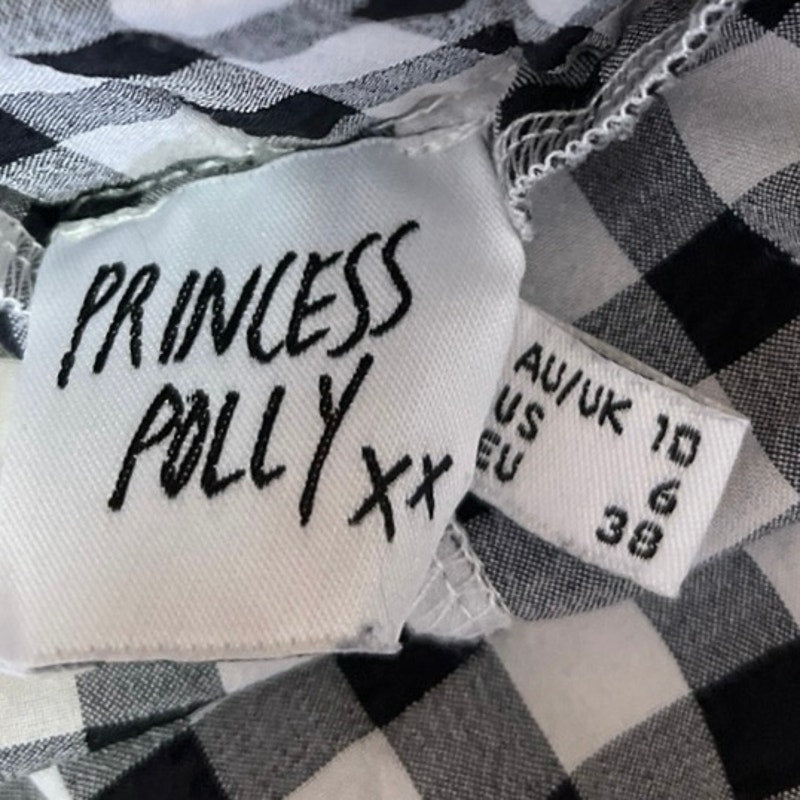 PRINCESS
POLLY
xx
AU/UK 10
US 6
EU 38